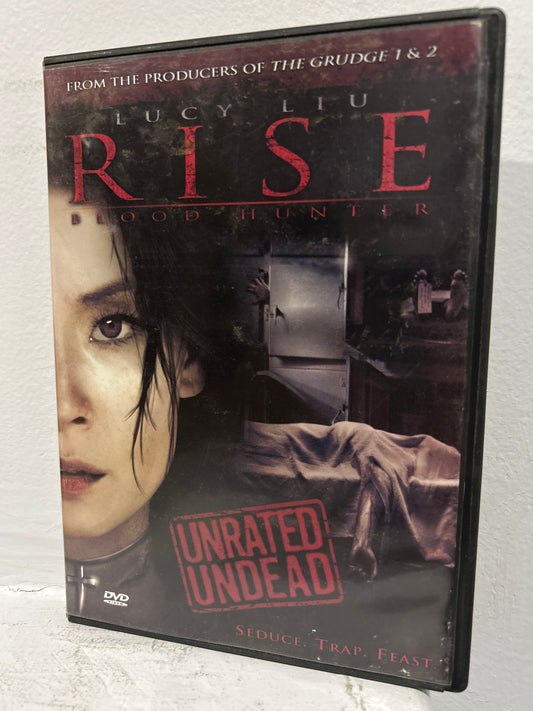 FROM THE PRODUCERS OF THE GRUDGE 1 & 2
LUCY LIU
RISE
BLOOD HUNTER
UNRATED
UNDEAD
DVD
VIDEO
SEDUCE. TRAP. FEAST.